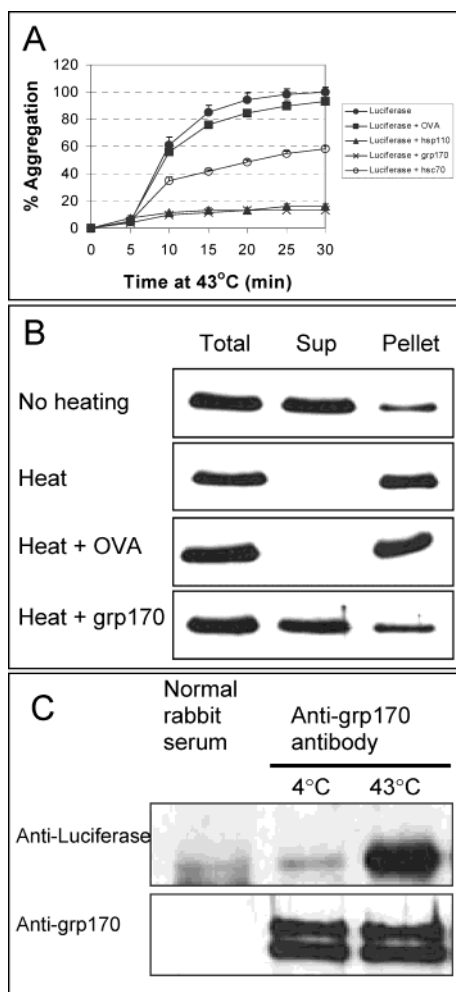 A
120
100
80
60
40
20
0
% Aggregation
0 5 10 15 20 25 30
Time at 43°C (min)
Luciferase
Luciferase + OVA
Luciferase + hsp110
Luciferase + grp170
Luciferase + hsc70
B
Total Sup Pellet
No heating
Heat
Heat + OVA
Heat + grp170
C
Normal
rabbit
serum
Anti-grp170
antibody
4°C 43°C
Anti-Luciferase
Anti-grp170